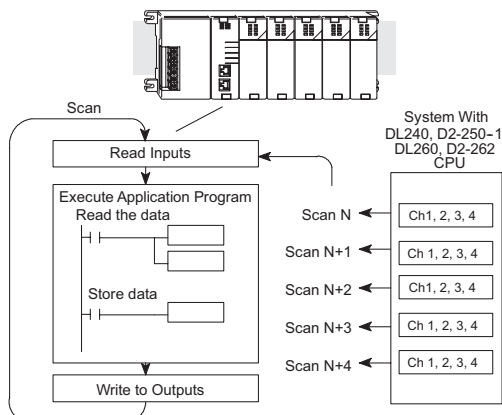 Scan
Read Inputs
Execute Application Program
Read the data
Store data
Write to Outputs
System With
DL240, D2-250-1
DL260, D2-262
CPU
Scan N
Ch1, 2, 3, 4
Scan N+1
Ch 1, 2, 3, 4
Scan N+2
Ch1, 2, 3, 4
Scan N+3
Ch 1, 2, 3, 4
Scan N+4
Ch 1, 2, 3, 4